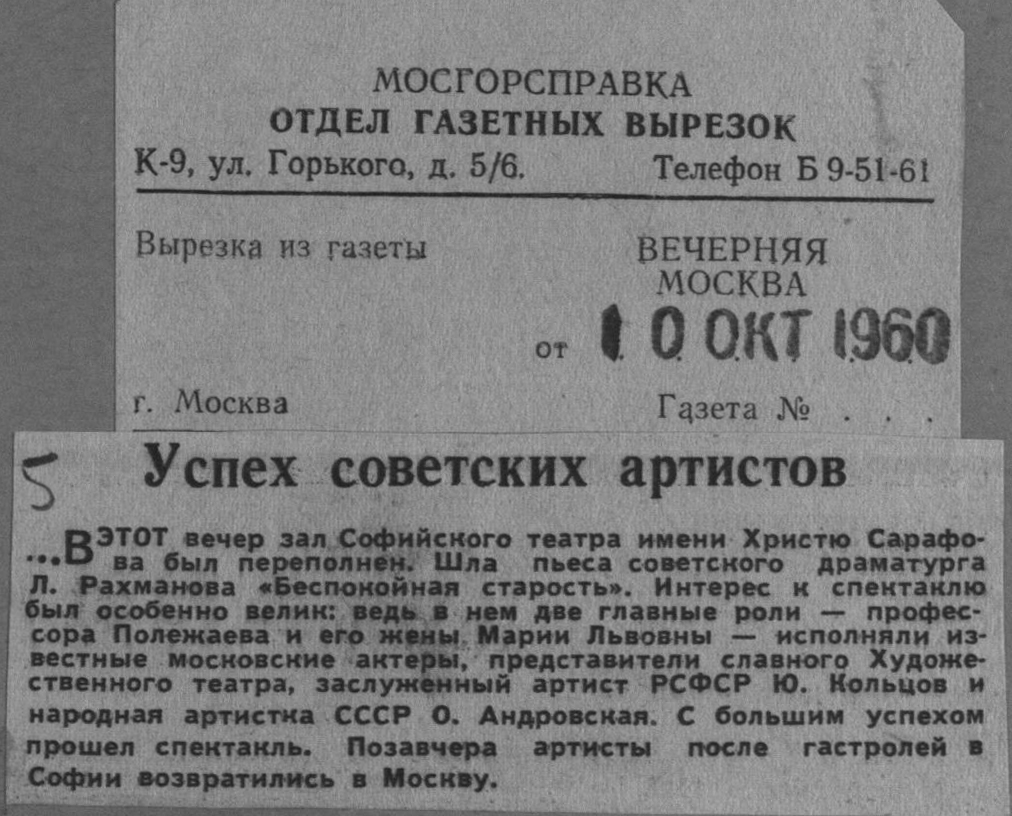 МОСГОРСПРАВКА
ОТДЕЛ ГАЗЕТНЫХ ВЫРЕЗОК
К-9, ул. Горького, д. 5/6. Телефон Б 9-51-61
Вырезка из газеты
ВЕЧЕРНЯЯ
МОСКВА
от 10 ОКТ 1960
г. Москва Газета № . . .
5
Успех советских артистов
...В ЭТОТ вечер зал Софийского театра имени Христю Сарафо-
ва был переполнен. Шла пьеса советского драматурга
Л. Рахманова «Беспокойная старость». Интерес к спектаклю
был особенно велик: ведь в нем две главные роли — профес-
сора Полежаева и его жены Марии Львовны — исполняли из-
вестные московские актеры, представители славного Художе-
ственного театра, заслуженный артист РСФСР Ю. Кольцов и
народная артистка СССР О. Андровская. С большим успехом
прошел спектакль. Позавчера артисты после гастролей в
Софии возвратились в Москву.